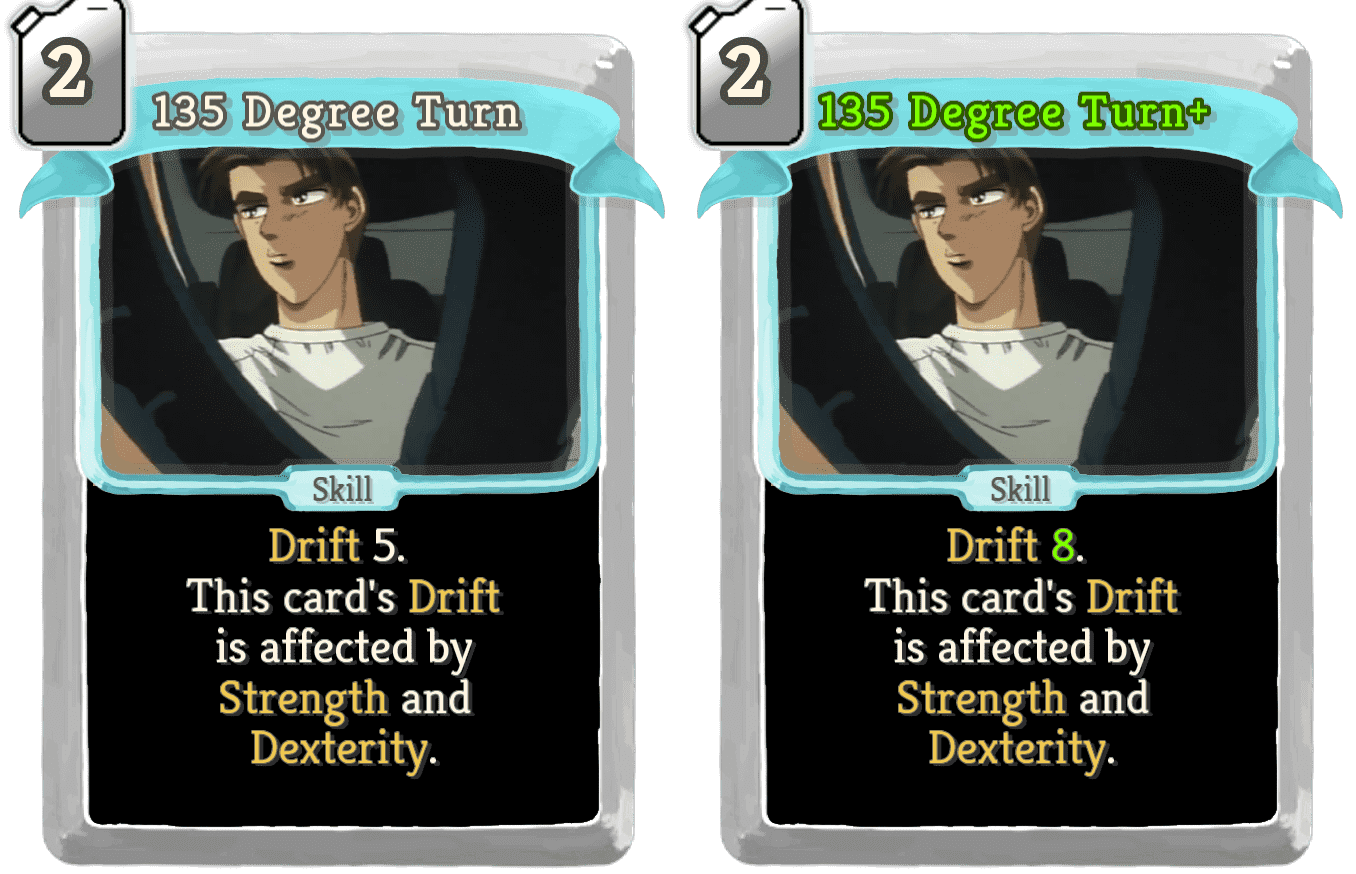 2
135 Degree Turn
Skill
Drift 5.
This card's Drift
is affected by
Strength and
Dexterity.
2
135 Degree Turn+
Skill
Drift 8.
This card's Drift
is affected by
Strength and
Dexterity.